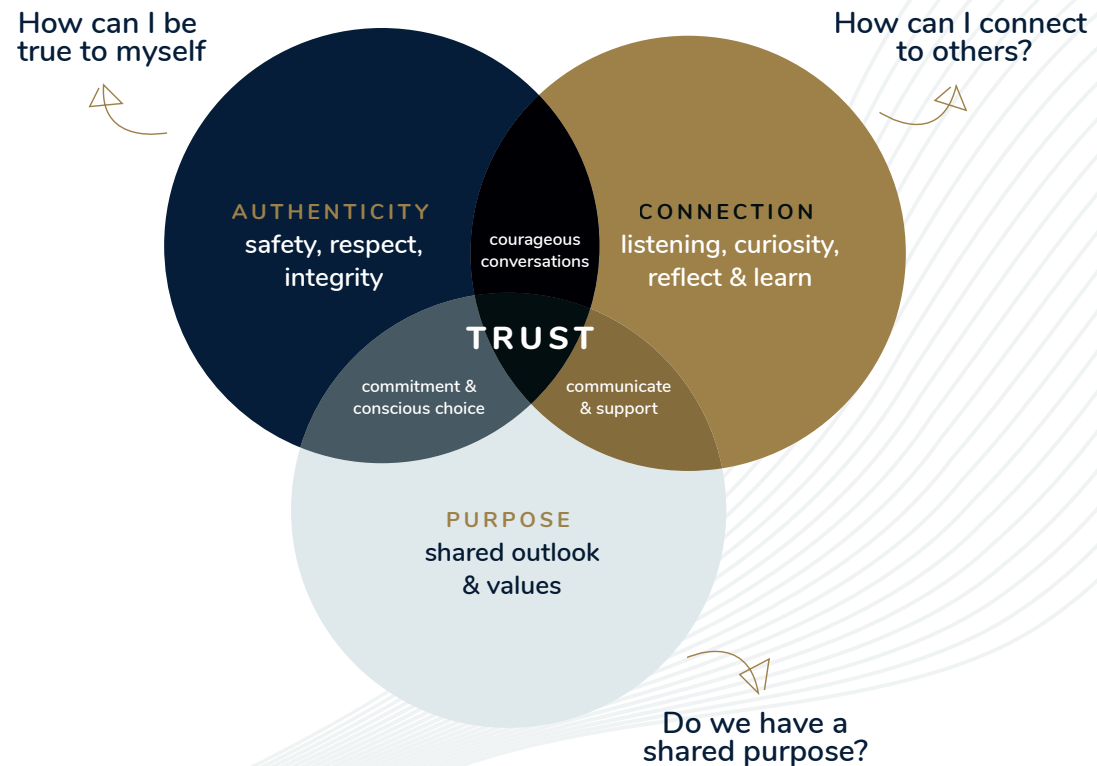 How can I be
true to myself
How can I connect
to others?
AUTHENTICITY
safety, respect,
integrity
courageous
conversations
CONNECTION
listening, curiosity,
reflect & learn
TRUST
commitment &
conscious choice
communicate
& support
PURPOSE
shared outlook
& values
Do we have a
shared purpose?